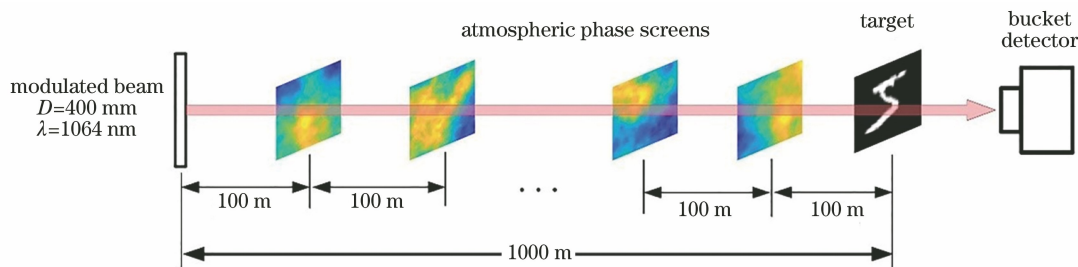 atmospheric phase screens
target
bucket
detector
modulated beam
D=400 mm
λ=1064 nm
100 m
100 m
...
100 m
100 m
1000 m